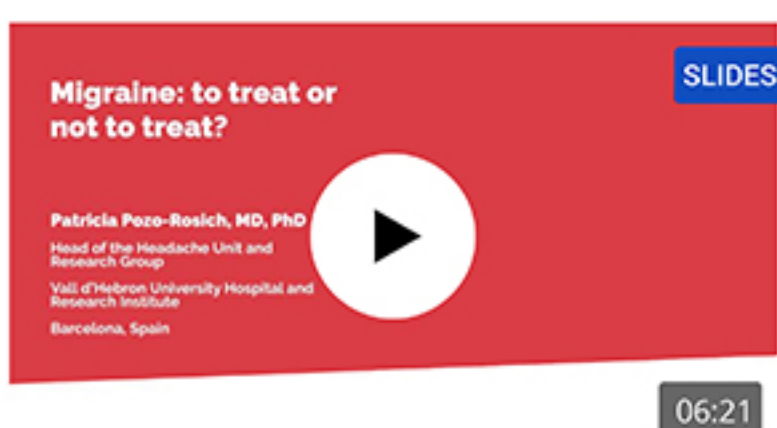 SLIDES
Migraine: to treat or
not to treat?
Patricia Pozo-Rosich, MD, PhD
Head of the Headache Unit and
Research Group
Vall d'Hebron University Hospital and
Research Institute
Barcelona, Spain
06:21